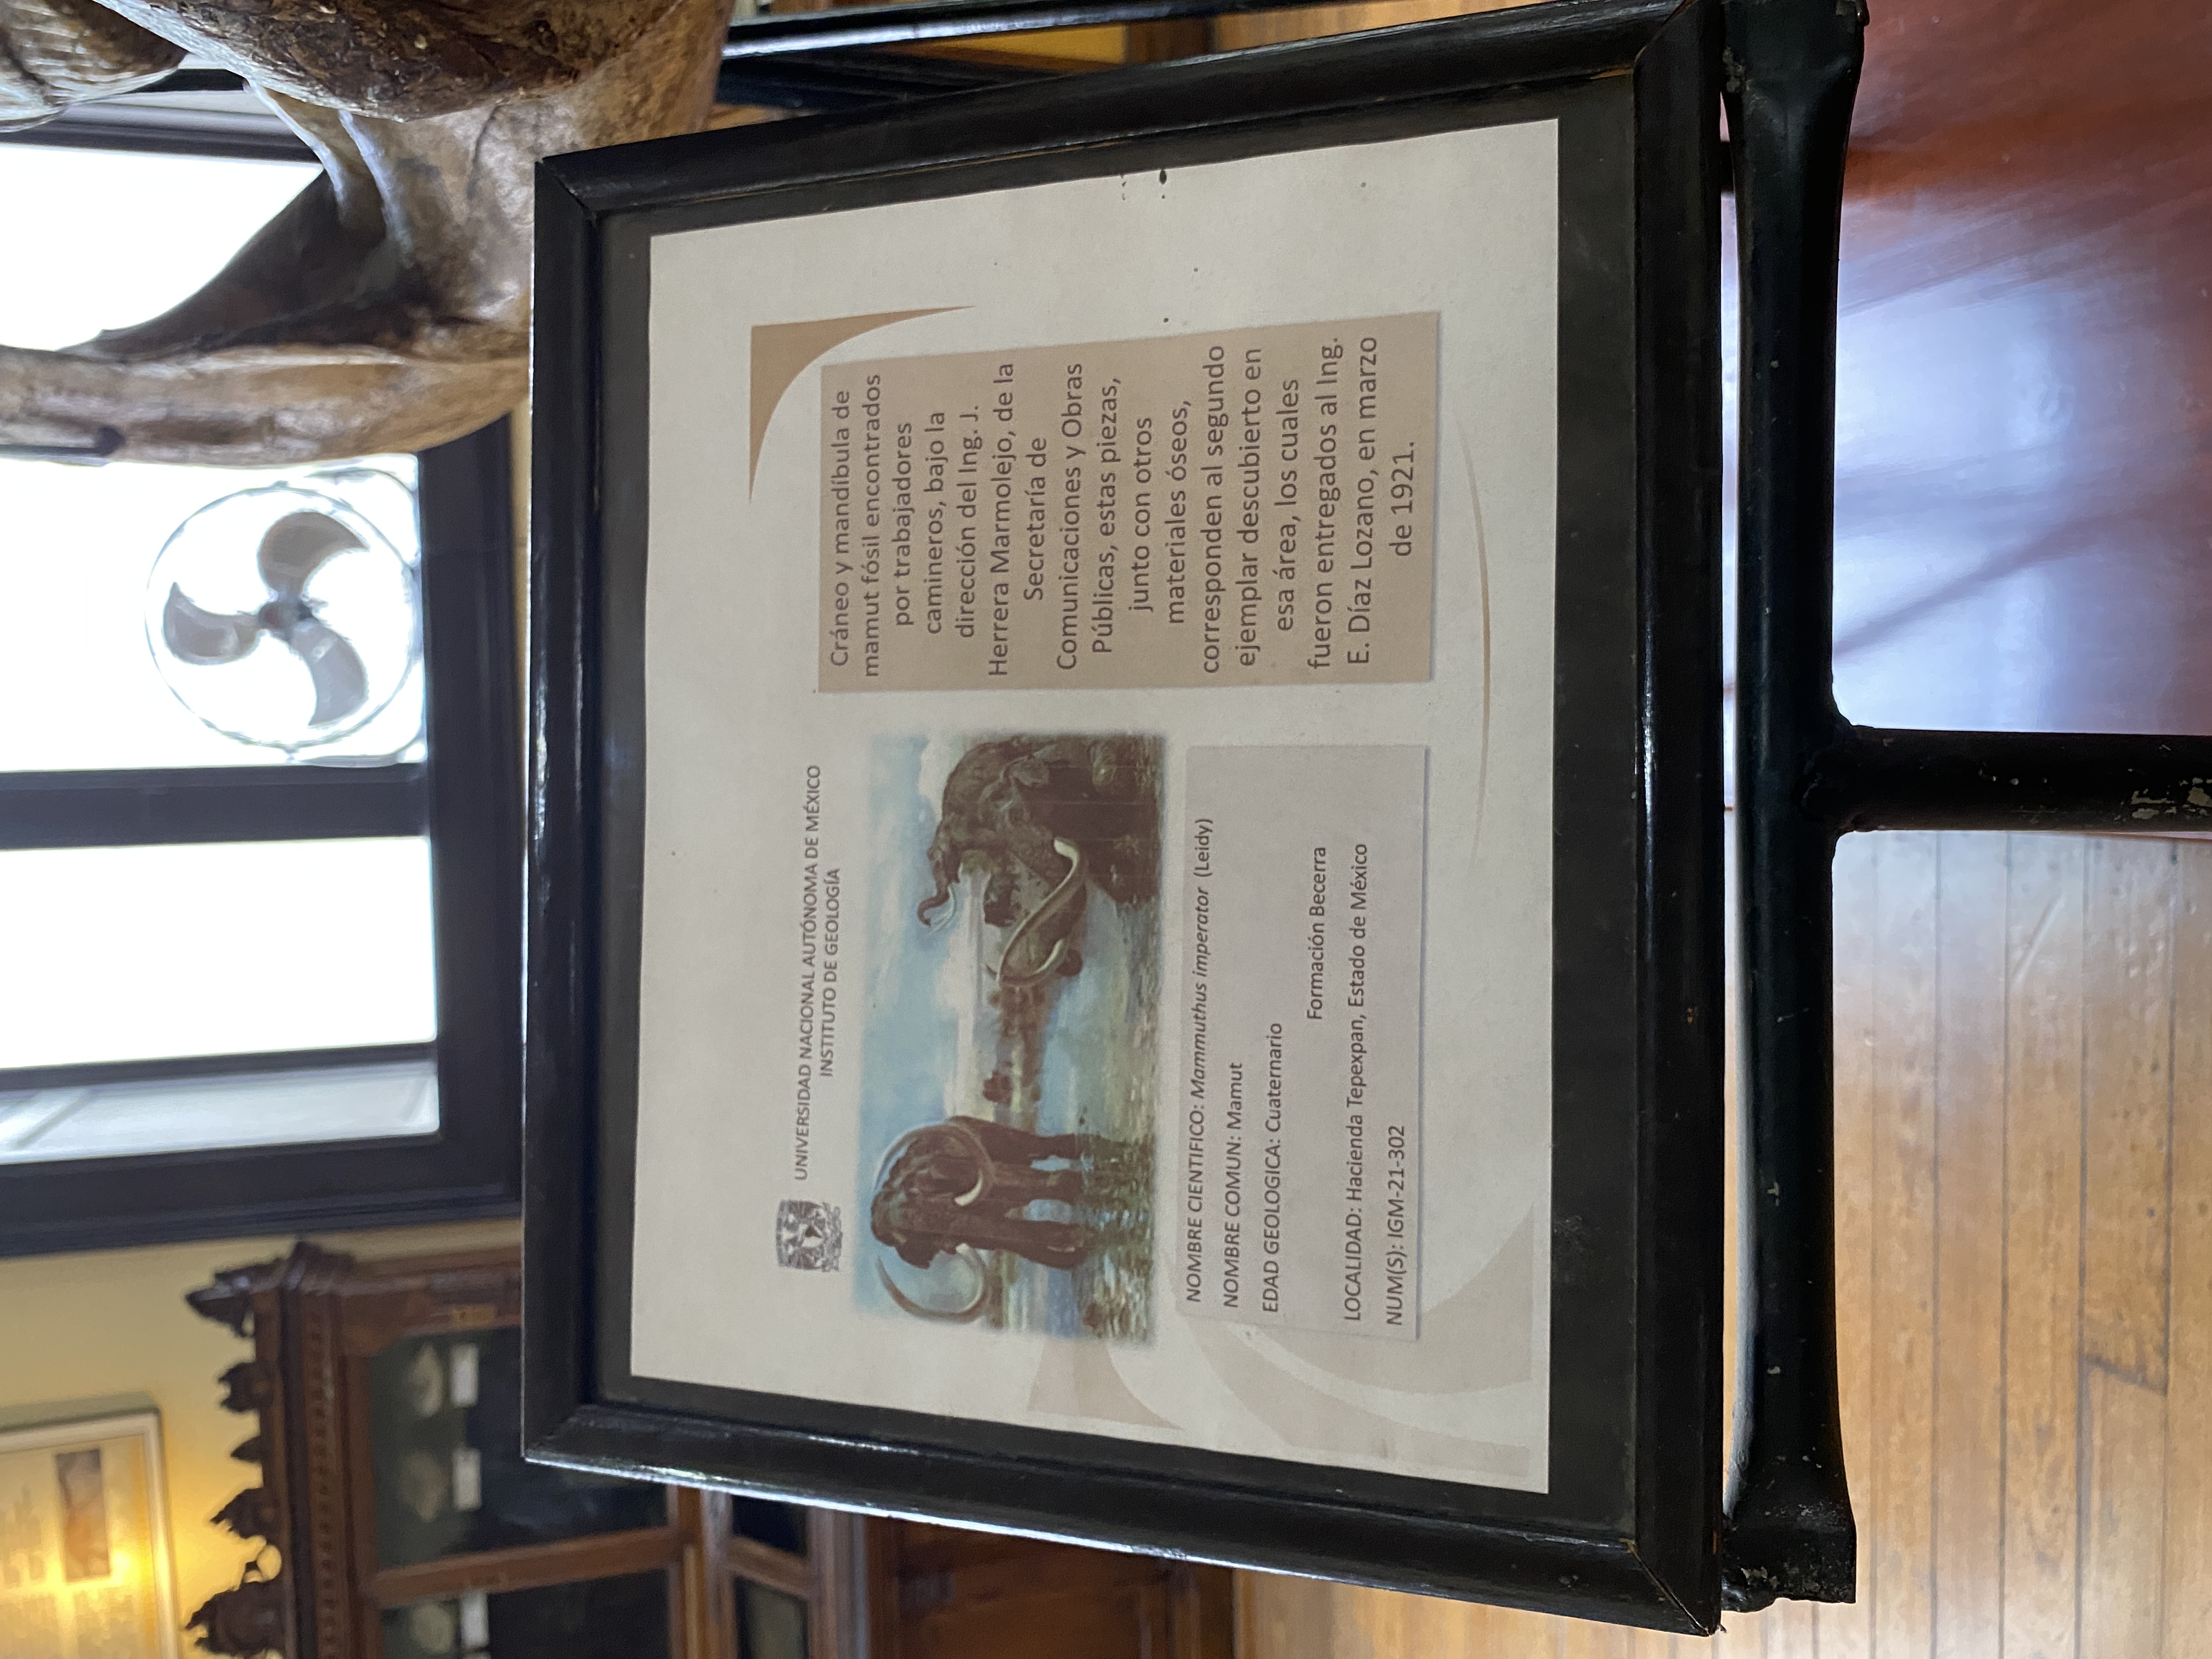 UNIVERSIDAD NACIONAL AUTÓNOMA DE MÉXICO
INSTITUTO DE GEOLOGÍA
NOMBRE CIENTIFICO: Mammuthus imperator (Leidy)
NOMBRE COMUN: Mamut
EDAD GEOLOGICA: Cuaternario
Formación Becerra
LOCALIDAD: Hacienda Tepexpan, Estado de México
NUM(S): IGM-21-302
Cráneo y mandíbula de
mamut fósil encontrados
por trabajadores
camineros, bajo la
dirección del Ing. J.
Herrera Marmolejo, de la
Secretaría de
Comunicaciones y Obras
Públicas, estas piezas,
junto con otros
materiales óseos,
corresponden al segundo
ejemplar descubierto en
esa área, los cuales
fueron entregados al Ing.
E. Díaz Lozano, en marzo
de 1921.